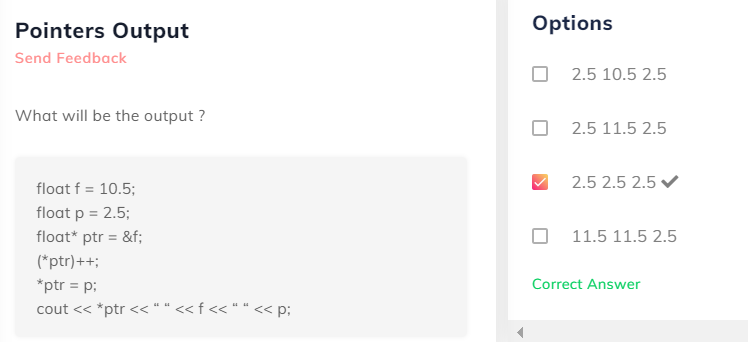 Pointers Output
Send Feedback
What will be the output ?
float f = 10.5;
float p = 2.5;
float* ptr = &f;
(*ptr)++;
*ptr = p;
cout << *ptr << “ “ << f << “ “ << p;
Options
2.5 10.5 2.5
2.5 11.5 2.5
2.5 2.5 2.5
11.5 11.5 2.5
Correct Answer